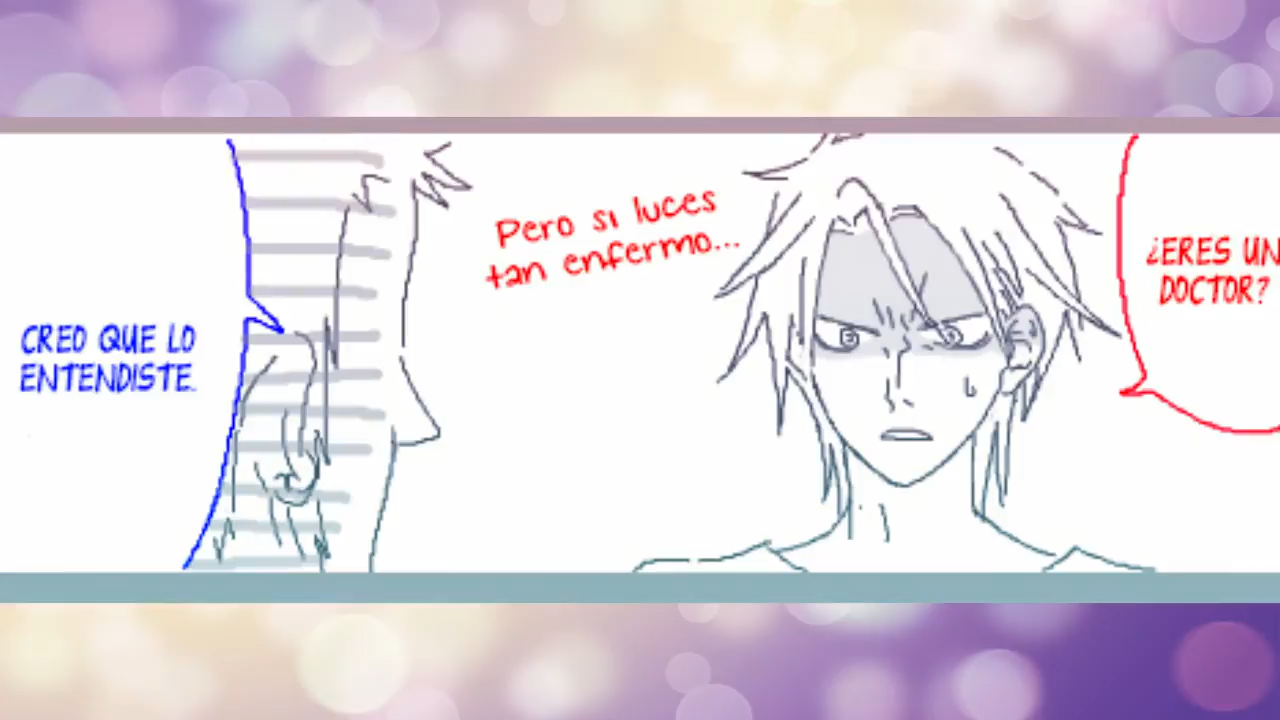 ¿ERES UN
DOCTOR?
Pero si luces
tan enfermo...
CREO QUE LO
ENTENDISTE.